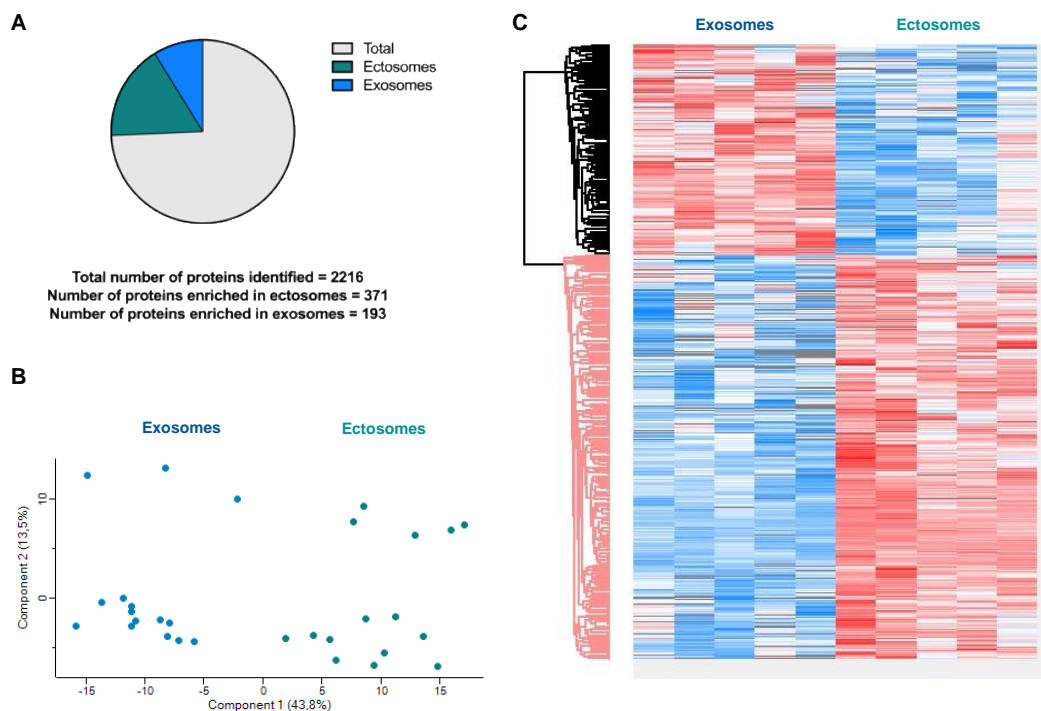 A
Total
Ectosomes
Exosomes
Total number of proteins identified = 2216
Number of proteins enriched in ectosomes = 371
Number of proteins enriched in exosomes = 193
B
Exosomes
Ectosomes
Component 2 (13,5%)
10
0
-15
-10
-5
0
5
10
15
Component 1 (43,8%)
C
Exosomes
Ectosomes